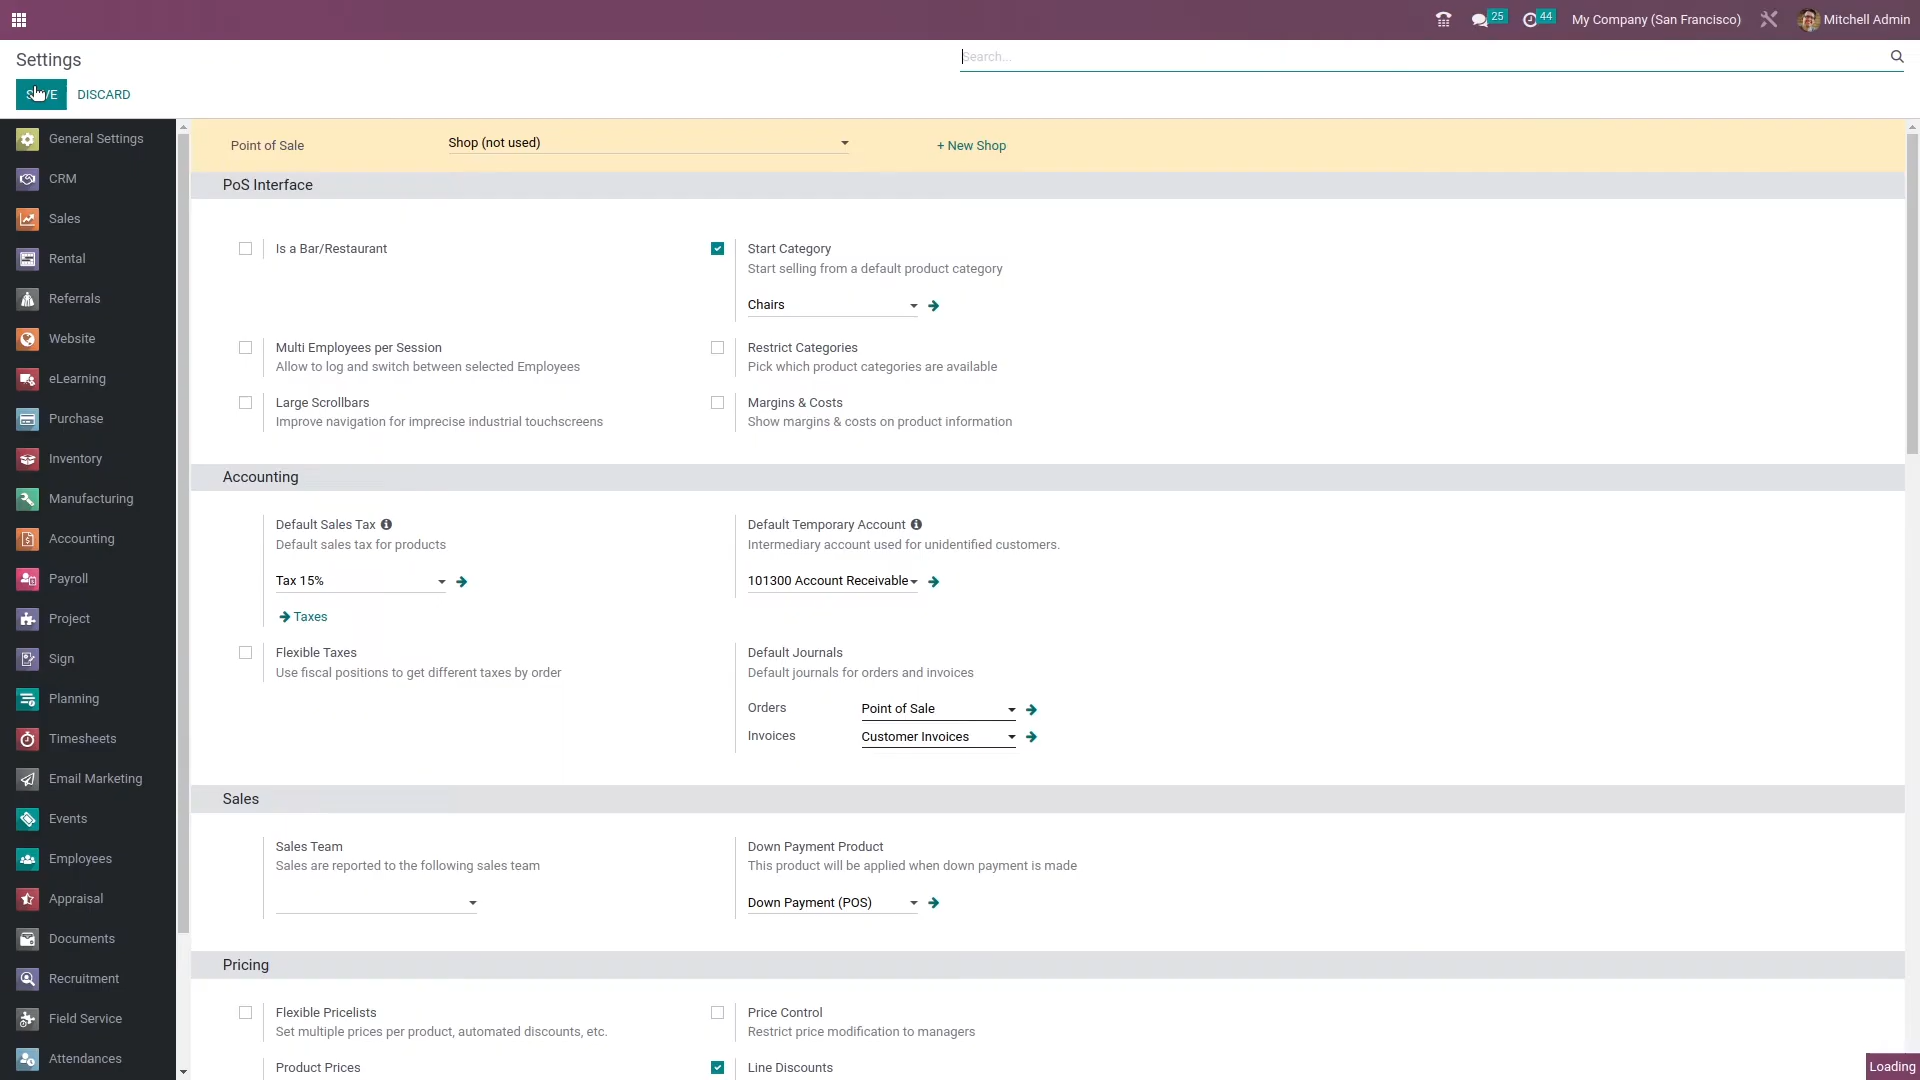 25
44
My Company (San Francisco)
Mitchell Admin
Settings
Search...
DISCARD
General Settings
CRM
Sales
Rental
Referrals
Website
eLearning
Purchase
Inventory
Manufacturing
Accounting
Payroll
Project
Sign
Planning
Timesheets
Email Marketing
Events
Employees
Appraisal
Documents
Recruitment
Field Service
Attendances
Point of Sale
Shop (not used)
+ New Shop
PoS Interface
Is a Bar/Restaurant
Start Category
Start selling from a default product category
Chairs
Multi Employees per Session
Allow to log and switch between selected Employees
Restrict Categories
Pick which product categories are available
Large Scrollbars
Improve navigation for imprecise industrial touchscreens
Margins & Costs
Show margins & costs on product information
Accounting
Default Sales Tax
Default sales tax for products
Tax 15%
Taxes
Default Temporary Account
Intermediary account used for unidentified customers.
101300 Account Receivable
Flexible Taxes
Use fiscal positions to get different taxes by order
Default Journals
Default journals for orders and invoices
Orders
Point of Sale
Invoices
Customer Invoices
Sales
Sales Team
Sales are reported to the following sales team
Down Payment Product
This product will be applied when down payment is made
Down Payment (POS)
Pricing
Flexible Pricelists
Set multiple prices per product, automated discounts, etc.
Price Control
Restrict price modification to managers
Product Prices
Line Discounts
Loading